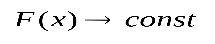 F(x) → const